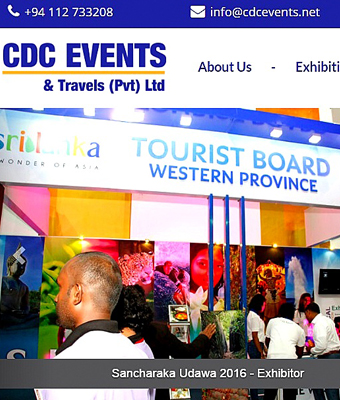 +94 112 733208 info@cdcevents.net
CDC EVENTS
& Travels (Pvt) Ltd
About Us - Exhibiti
srilanka
WONDER OF ASIA
TOURIST BOARD
WESTERN PROVINCE
Sancharaka Udawa 2016 - Exhibitor